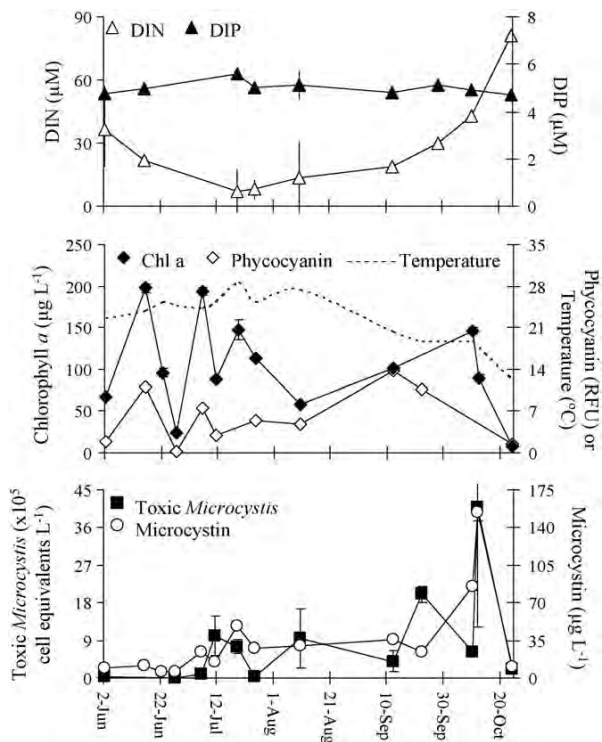 DIN
DIP
90
60
30
0
DIN (µM)
8
6
4
2
0
DIP (µM)
Chl a
Phycocyanin
Temperature
250
200
150
100
50
0
Chlorophyll a (µg L-1)
35
28
21
14
7
0
Phycocyanin (RFU) or
Temperature (°C)
Toxic Microcystis
Microcystin
45
36
27
18
9
0
Toxic Microcystis (x10⁵
cell equivalents L-1)
175
140
105
70
35
0
Microcystin (µg L-1)
2-Jun
22-Jun
12-Jul
1-Aug
21-Aug
10-Sep
30-Sep
20-Oct